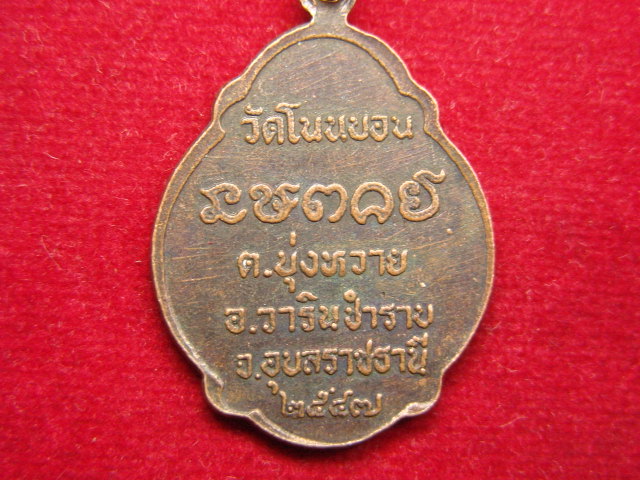 วัดโนนบอน
ต.บุ่งหวาย
อ.วารินชำราบ
จ.อุบลราชธานี
๒๕๔๗